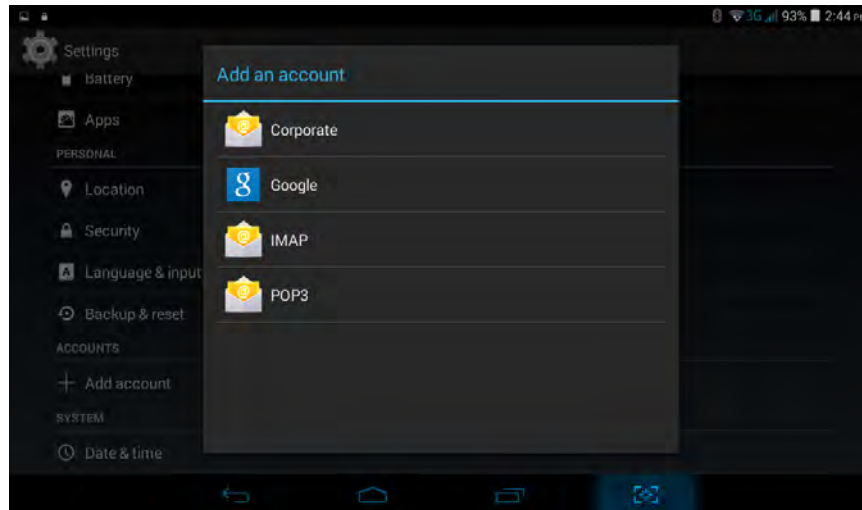 3G 93% 2:44 PM
Settings
Battery
Apps
PERSONAL
Location
Security
Language & input
Backup & reset
ACCOUNTS
Add account
SYSTEM
Date & time
Add an account
Corporate
Google
IMAP
POP3